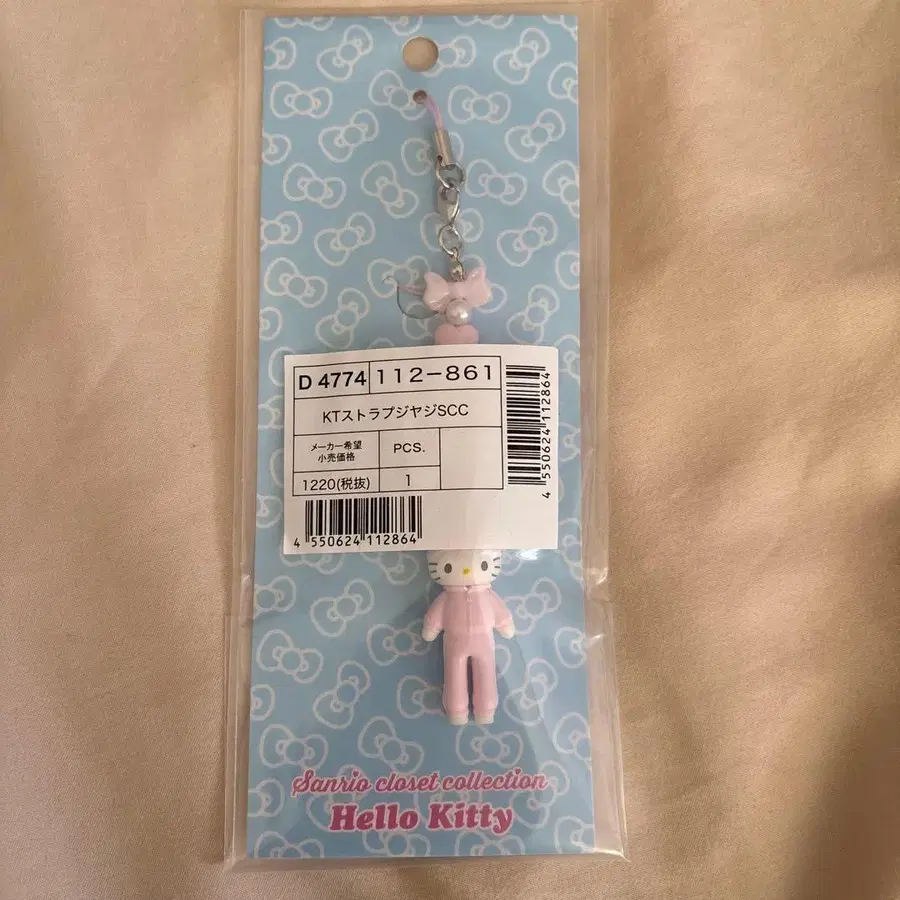 D 4774 112-861
KTストラプジヤジSCC
メーカー希望
小売価格
PCS.
1220(税抜)
1
4 550624 112864
4 550624 112864
Sanrio closet collection
Hello Kitty